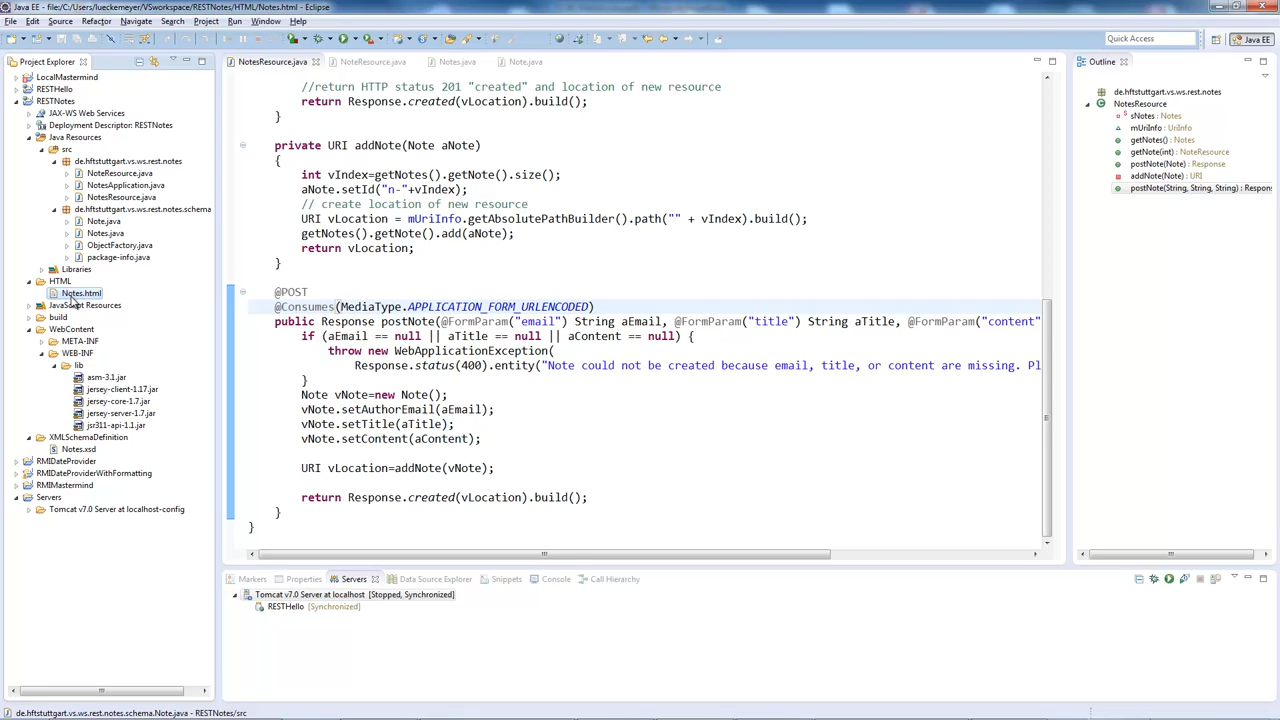 Java EE - file:/C:/Users/lueckemeyer/VSworkspace/RESTNotes/HTML/Notes.html - Eclipse
File Edit Source Refactor Navigate Search Project Run Window Help
Quick Access
Java EE
Project Explorer
LocalMastermind
RESTHello
RESTNotes
JAX-WS Web Services
Deployment Descriptor: RESTNotes
Java Resources
src
de.hftstuttgart.vs.ws.rest.notes
NoteResource.java
NotesApplication.java
NotesResource.java
de.hftstuttgart.vs.ws.rest.notes.schema
Note.java
Notes.java
ObjectFactory.java
package-info.java
Libraries
HTML
Notes.html
JavaScript Resources
build
WebContent
META-INF
WEB-INF
lib
asm-3.1.jar
jersey-client-1.17.jar
jersey-core-1.7.jar
jersey-server-1.7.jar
jsr311-api-1.1.jar
XMLSchemaDefinition
Notes.xsd
RMIDateProvider
RMIDateProviderWithFormatting
RMIMastermind
Servers
Tomcat v7.0 Server at localhost-config
NotesResource.java NoteResource.java Notes.java Note.java
//return HTTP status 201 "created" and location of new resource
return Response.created(vLocation).build();
}
private URI addNote(Note aNote)
{
int vIndex=getNotes().getNote().size();
aNote.setId("n-"+vIndex);
// create location of new resource
URI vLocation = mUriInfo.getAbsolutePathBuilder().path("" + vIndex).build();
getNotes().getNote().add(aNote);
return vLocation;
}
@POST
@Consumes(MediaType.APPLICATION_FORM_URLENCODED)
public Response postNote(@FormParam("email") String aEmail, @FormParam("title") String aTitle, @FormParam("content"
if (aEmail == null || aTitle == null || aContent == null) {
throw new WebApplicationException(
Response.status(400).entity("Note could not be created because email, title, or content are missing. Pl
}
Note vNote=new Note();
vNote.setAuthorEmail(aEmail);
vNote.setTitle(aTitle);
vNote.setContent(aContent);
URI vLocation=addNote(vNote);
return Response.created(vLocation).build();
}
}
Outline
de.hftstuttgart.vs.ws.rest.notes
NotesResource
sNotes : Notes
mUriInfo : UriInfo
getNotes() : Notes
getNote(int) : NoteResource
postNote(Note) : Response
addNote(Note) : URI
postNote(String, String, String) : Respon
Markers Properties Servers Data Source Explorer Snippets Console Call Hierarchy
Tomcat v7.0 Server at localhost [Stopped, Synchronized]
RESTHello [Synchronized]
de.hftstuttgart.vs.ws.rest.notes.schema.Note.java - RESTNotes/src